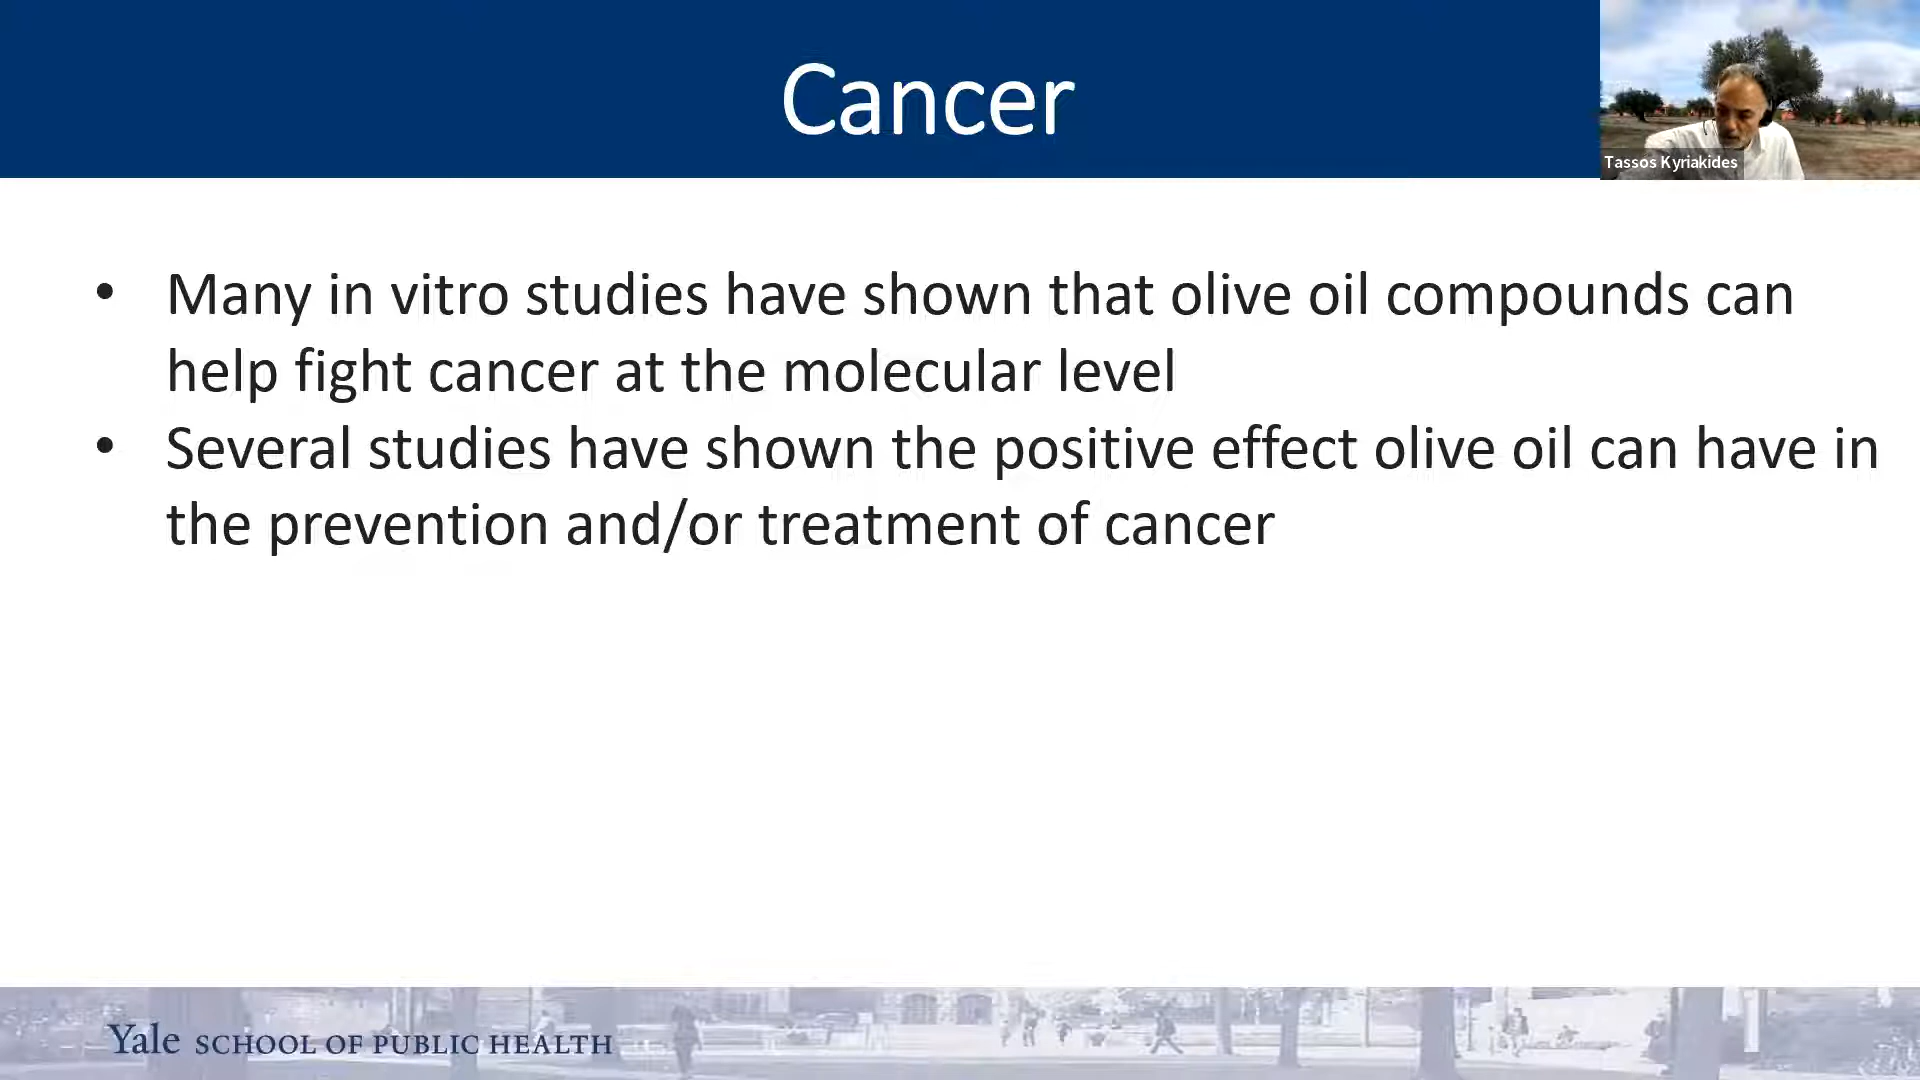 Cancer
Tassos Kyriakides
• Many in vitro studies have shown that olive oil compounds can
help fight cancer at the molecular level
• Several studies have shown the positive effect olive oil can have in
the prevention and/or treatment of cancer
Yale SCHOOL OF PUBLIC HEALTH